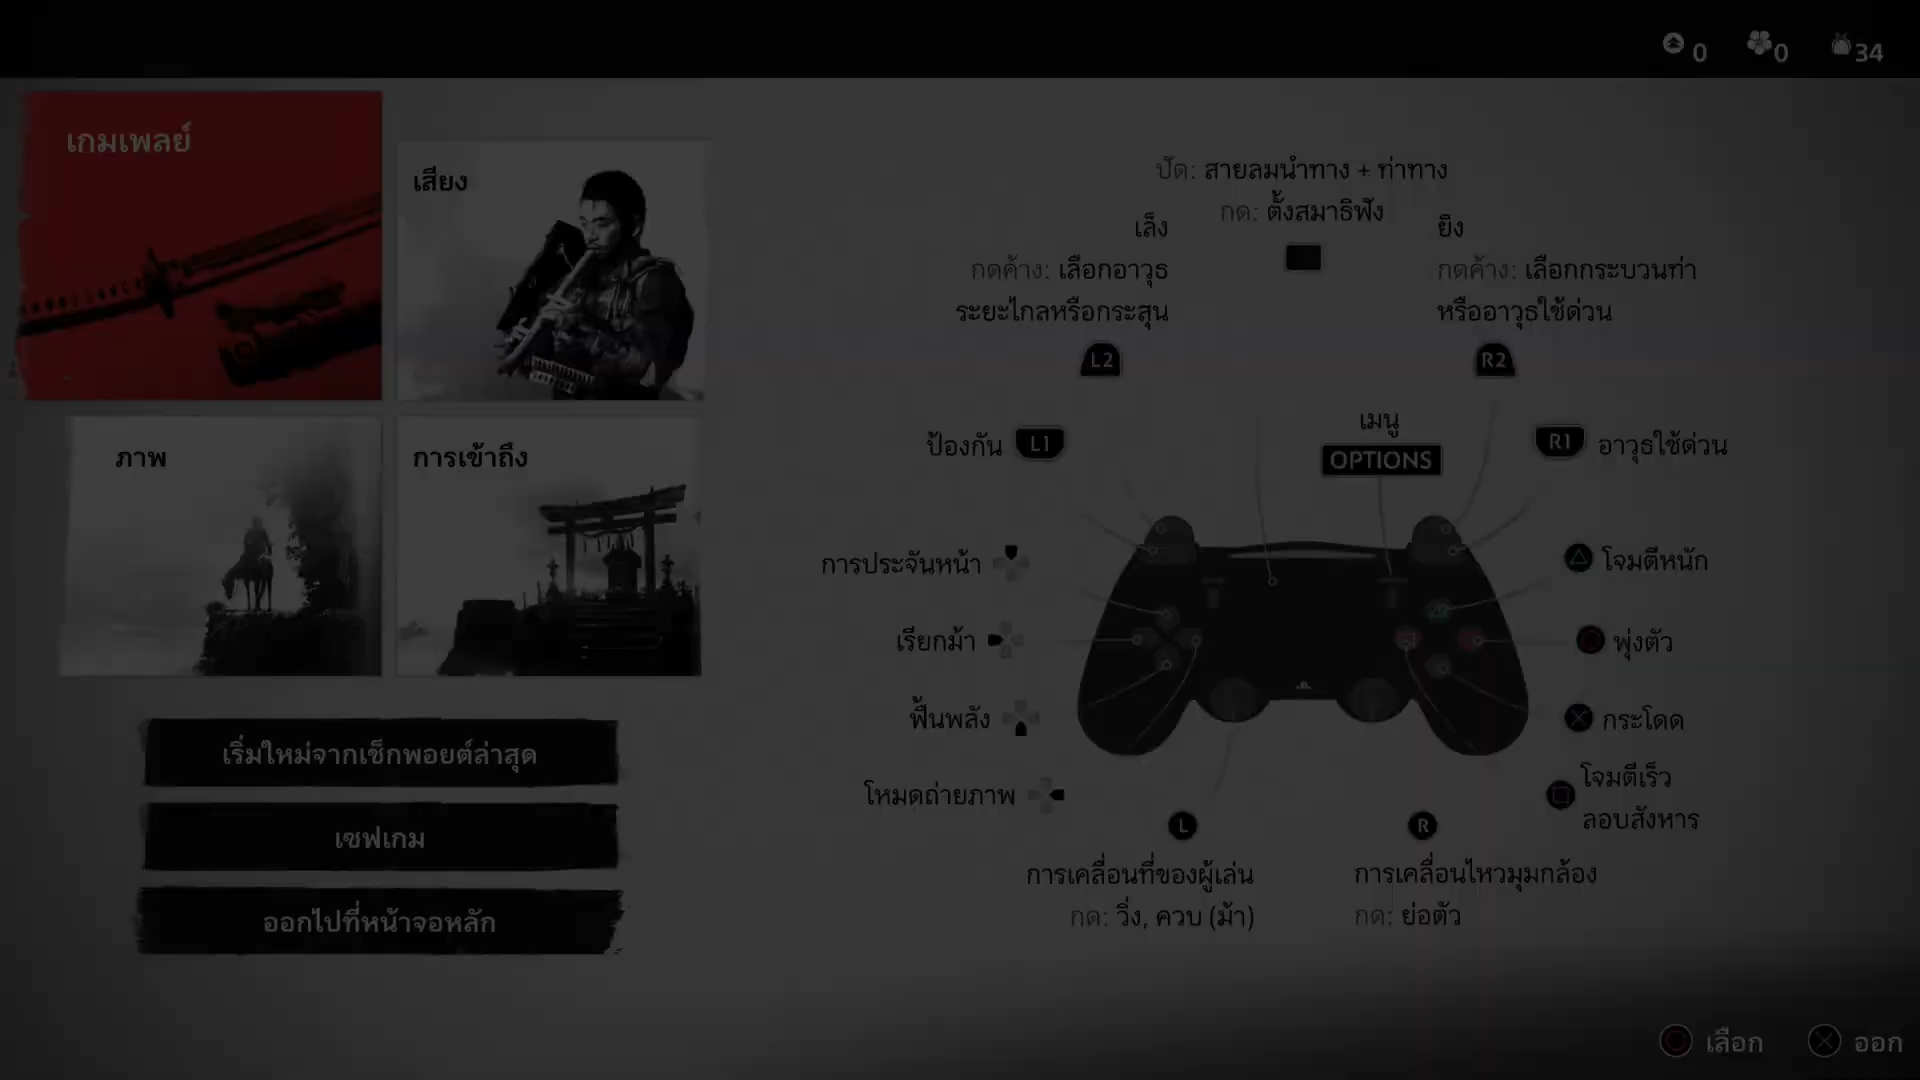 0 0 34
เกมเพลย์
เสียง
ภาพ
การเข้าถึง
เริ่มใหม่จากเช็กพอยต์ล่าสุด
เซฟเกม
ออกไปที่หน้าจอหลัก
ปัด: สายลมนำทาง + ท่าทาง
กด: ตั้งสมาธิฟัง
เล็ง
กดค้าง: เลือกอาวุธ
ระยะไกลหรือกระสุน
L2
ยิง
กดค้าง: เลือกกระบวนท่า
หรืออาวุธใช้ด่วน
R2
ป้องกัน L1
เมนู
OPTIONS
R1 อาวุธใช้ด่วน
การประจันหน้า
โจมตีหนัก
เรียกม้า
พุ่งตัว
ฟื้นพลัง
กระโดด
โหมดถ่ายภาพ
โจมตีเร็ว
ลอบสังหาร
L
การเคลื่อนที่ของผู้เล่น
กด: วิ่ง, ควบ (ม้า)
R
การเคลื่อนไหวมุมกล้อง
กด: ย่อตัว
เลือก ออก